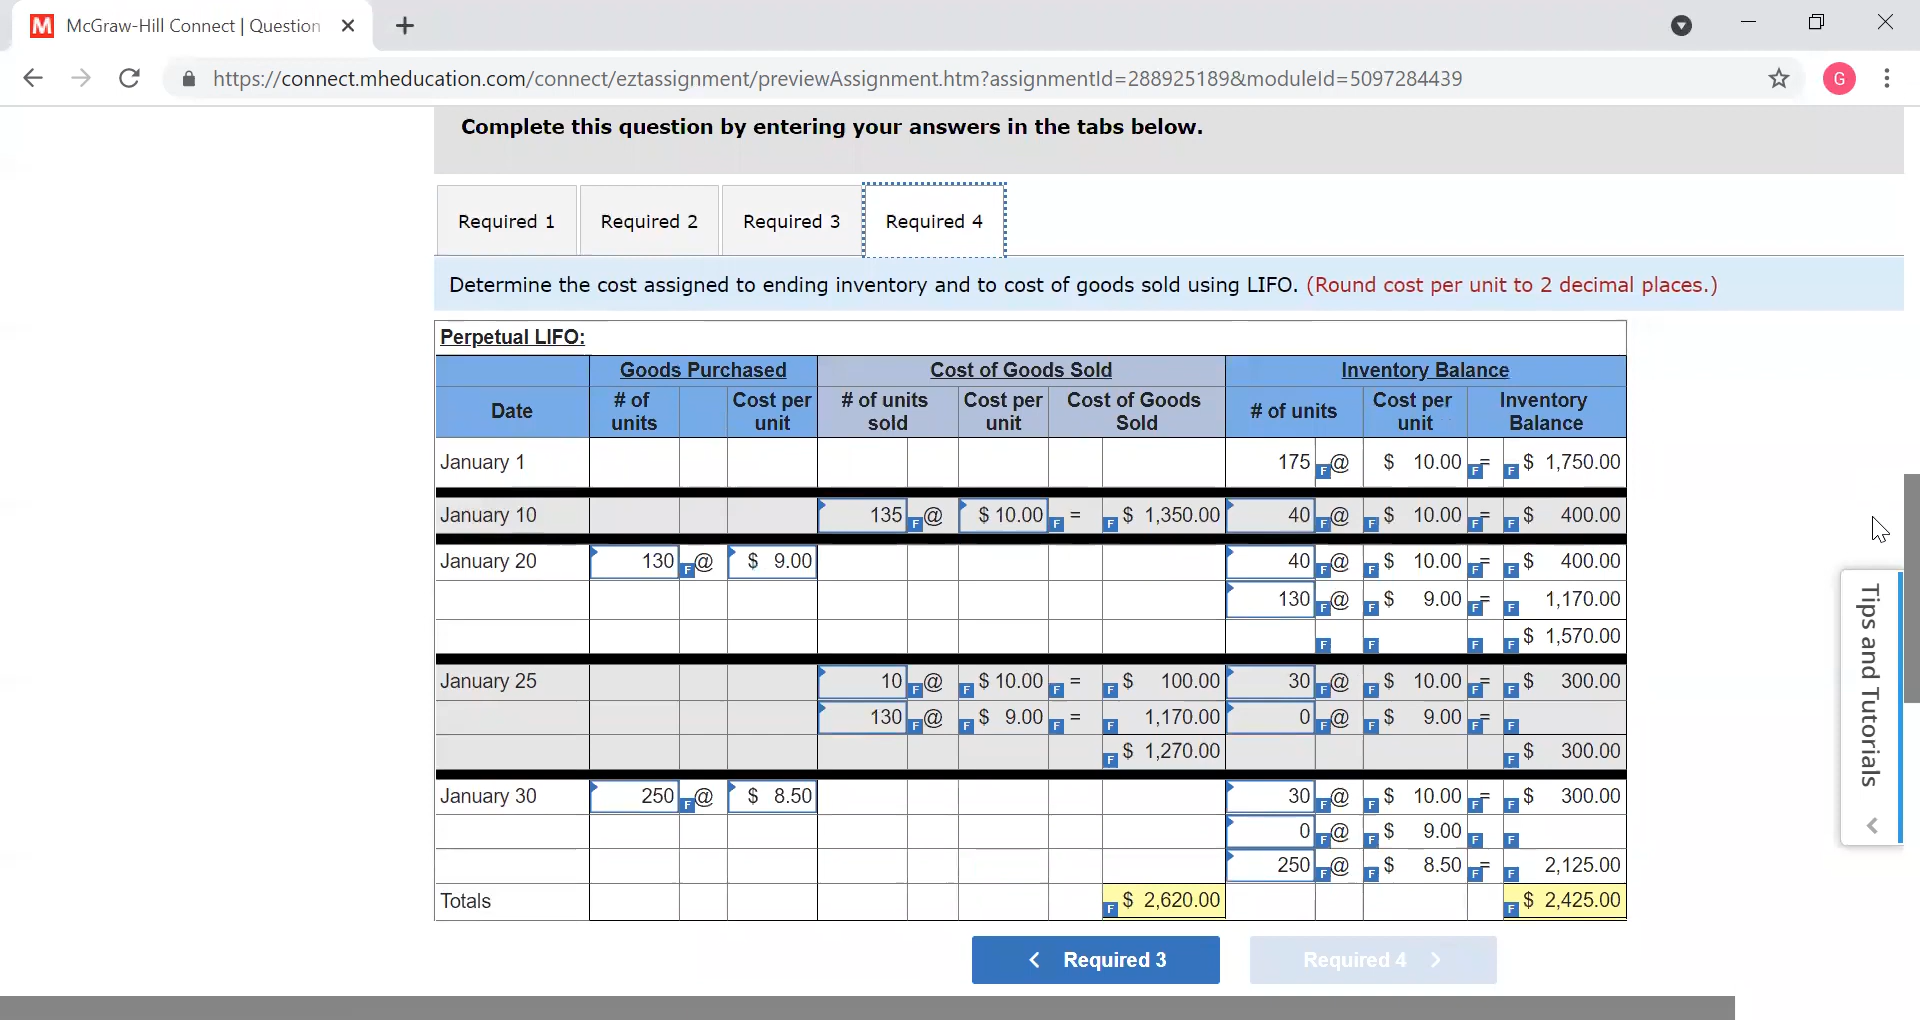 McGraw-Hill Connect | Question
https://connect.mheducation.com/connect/eztassignment/previewAssignment.htm?assignmentId=288925189&moduleId=5097284439
G
Complete this question by entering your answers in the tabs below.
Required 1 Required 2 Required 3 Required 4
Determine the cost assigned to ending inventory and to cost of goods sold using LIFO. (Round cost per unit to 2 decimal places.)
Perpetual LIFO:
Goods Purchased Cost of Goods Sold Inventory Balance
Date # of units Cost per unit # of units sold Cost per unit Cost of Goods Sold # of units Cost per unit Inventory Balance
January 1 175 F @ $ 10.00 F = F $ 1,750.00
January 10 135 F @ $ 10.00 F = F $ 1,350.00 40 F @ F $ 10.00 F = F $ 400.00
January 20 130 F @ $ 9.00 40 F @ F $ 10.00 F = F $ 400.00
130 F @ F $ 9.00 F = F 1,170.00
F F F F $ 1,570.00
January 25 10 F @ F $ 10.00 F = F $ 100.00 30 F @ F $ 10.00 F = F $ 300.00
130 F @ F $ 9.00 F = F 1,170.00 0 F @ F $ 9.00 F = F
F $ 1,270.00 F $ 300.00
January 30 250 F @ $ 8.50 30 F @ F $ 10.00 F = F $ 300.00
0 F @ F $ 9.00 F F
250 F @ F $ 8.50 F = F 2,125.00
Totals F $ 2,620.00 F $ 2,425.00
Required 3 Required 4
Tips and Tutorials